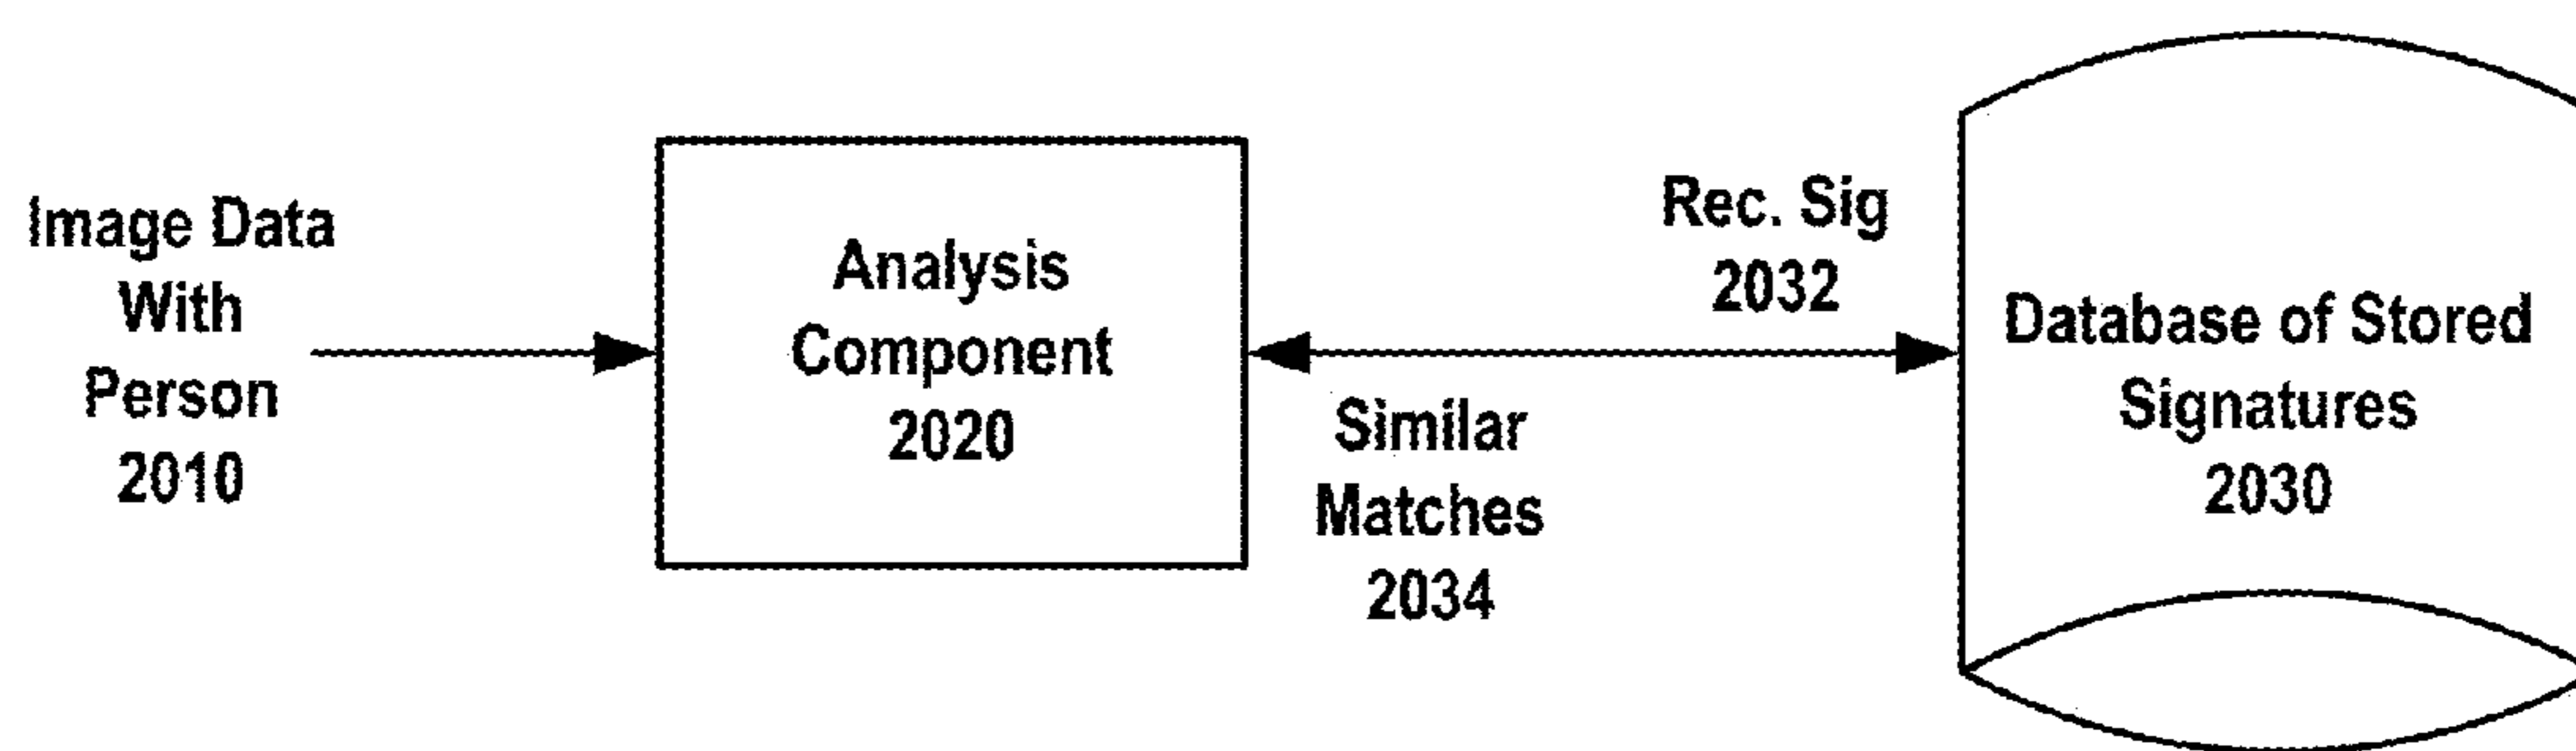 Image Data
With
Person
2010
Analysis
Component
2020
Rec. Sig
2032
Similar
Matches
2034
Database of Stored
Signatures
2030